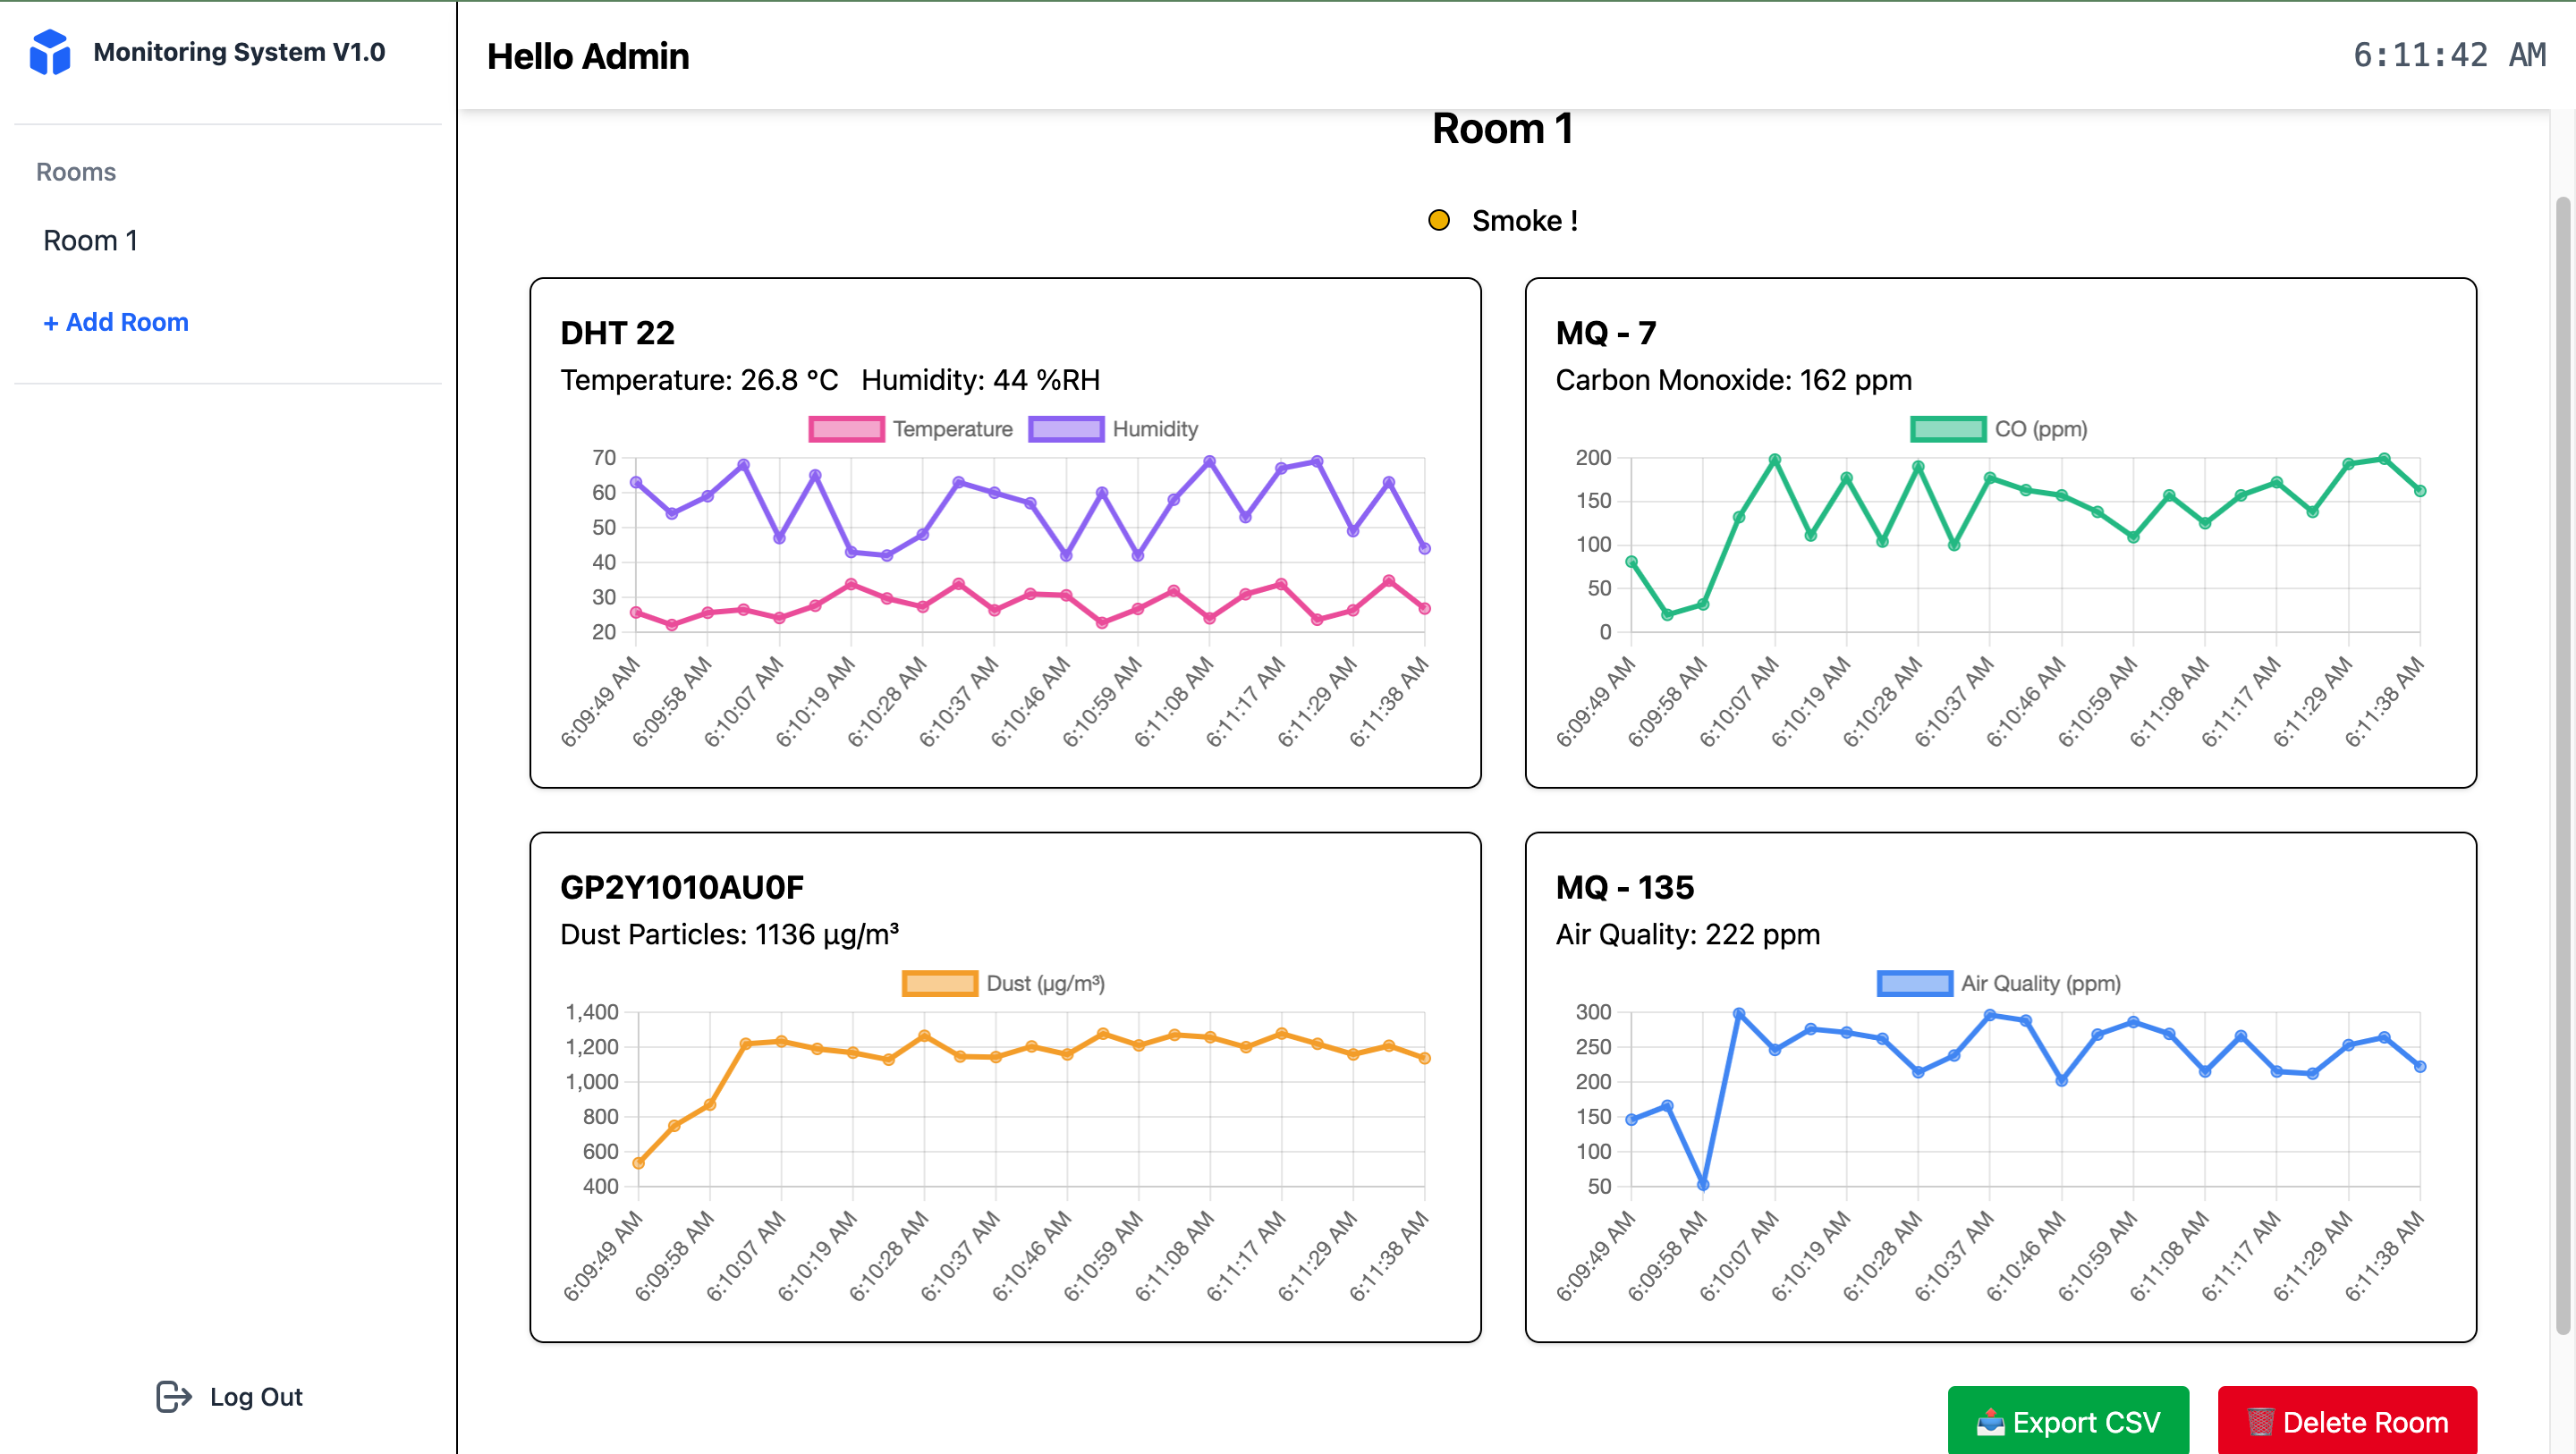 Monitoring System V1.0
Rooms
Room 1
+ Add Room
Log Out
Hello Admin
6:11:42 AM
Room 1
Smoke !
DHT 22
Temperature: 26.8 °C Humidity: 44 %RH
Temperature Humidity
70
60
50
40
30
20
6:09:49 AM 6:09:58 AM 6:10:07 AM 6:10:19 AM 6:10:28 AM 6:10:37 AM 6:10:46 AM 6:10:59 AM 6:11:08 AM 6:11:17 AM 6:11:29 AM 6:11:38 AM
MQ - 7
Carbon Monoxide: 162 ppm
CO (ppm)
200
150
100
50
0
6:09:49 AM 6:09:58 AM 6:10:07 AM 6:10:19 AM 6:10:28 AM 6:10:37 AM 6:10:46 AM 6:10:59 AM 6:11:08 AM 6:11:17 AM 6:11:29 AM 6:11:38 AM
GP2Y1010AU0F
Dust Particles: 1136 µg/m³
Dust (µg/m³)
1,400
1,200
1,000
800
600
400
6:09:49 AM 6:09:58 AM 6:10:07 AM 6:10:19 AM 6:10:28 AM 6:10:37 AM 6:10:46 AM 6:10:59 AM 6:11:08 AM 6:11:17 AM 6:11:29 AM 6:11:38 AM
MQ - 135
Air Quality: 222 ppm
Air Quality (ppm)
300
250
200
150
100
50
6:09:49 AM 6:09:58 AM 6:10:07 AM 6:10:19 AM 6:10:28 AM 6:10:37 AM 6:10:46 AM 6:10:59 AM 6:11:08 AM 6:11:17 AM 6:11:29 AM 6:11:38 AM
Export CSV
Delete Room